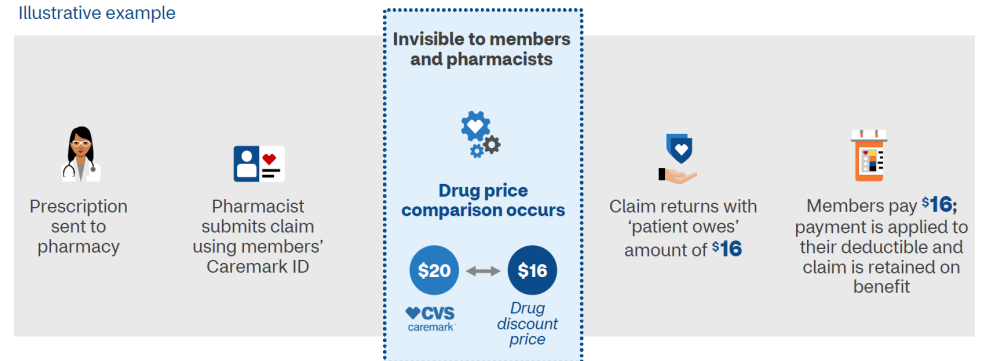 Illustrative example
Invisible to members
and pharmacists
Prescription
sent to
pharmacy
Pharmacist
submits claim
using members’
Caremark ID
Drug price
comparison occurs
$20
$16
CVS
caremark
Drug
discount
price
Claim returns with
‘patient owes’
amount of $16
Members pay $16;
payment is applied to
their deductible and
claim is retained on
benefit